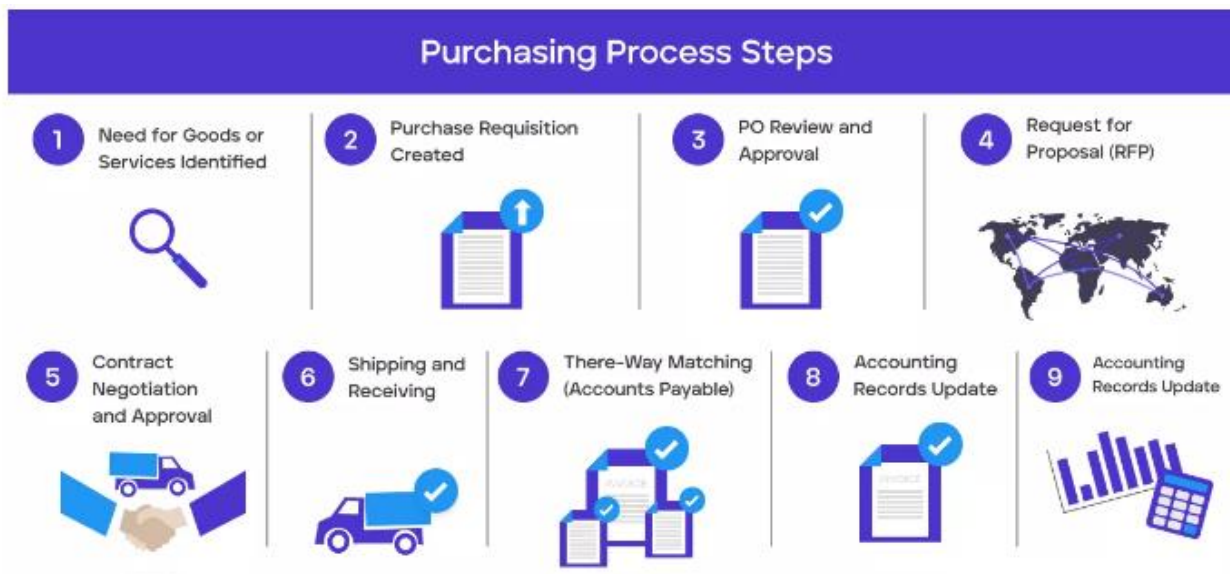 Purchasing Process Steps
1
Need for Goods or
Services Identified
2
Purchase Requisition
Created
3
PO Review and
Approval
4
Request for
Proposal (RFP)
5
Contract
Negotiation
and Approval
6
Shipping and
Receiving
7
There-Way Matching
(Accounts Payable)
INVOICE
8
Accounting
Records Update
INVOICE
9
Accounting
Records Update